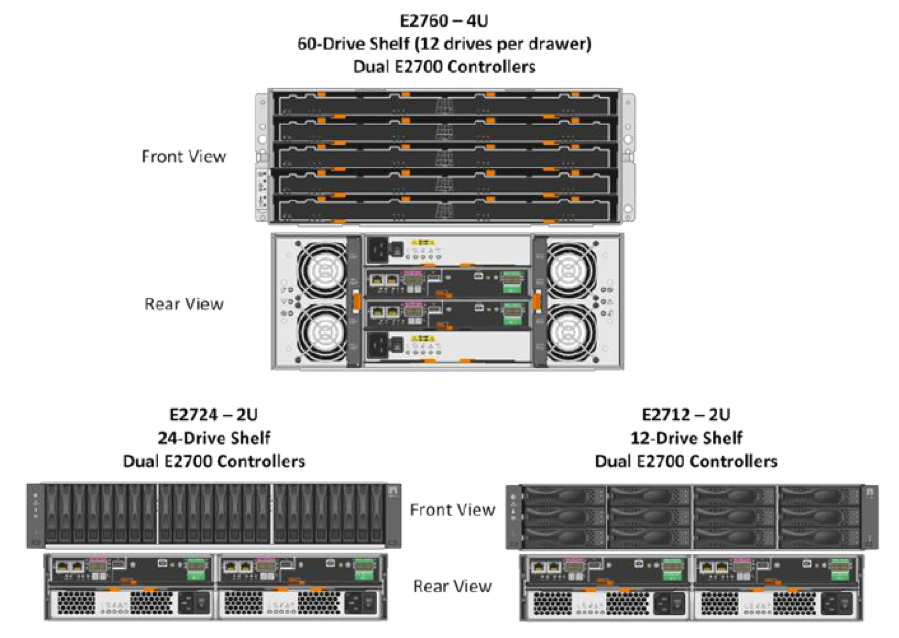 E2760 – 4U
60-Drive Shelf (12 drives per drawer)
Dual E2700 Controllers
Front View
Rear View
E2724 – 2U
24-Drive Shelf
Dual E2700 Controllers
E2712 – 2U
12-Drive Shelf
Dual E2700 Controllers
Front View
Rear View